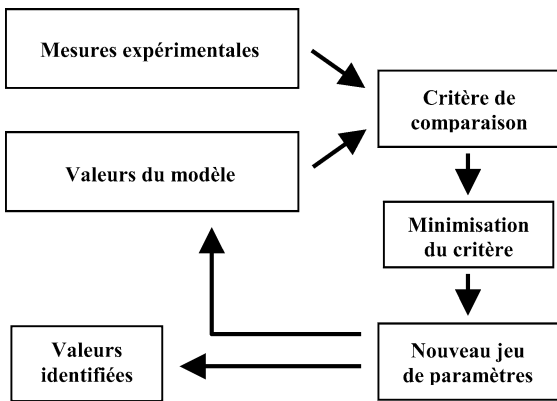 Mesures expérimentales
Critère de
comparaison
Valeurs du modèle
Minimisation
du critère
Nouveau jeu
de paramètres
Valeurs
identifiées